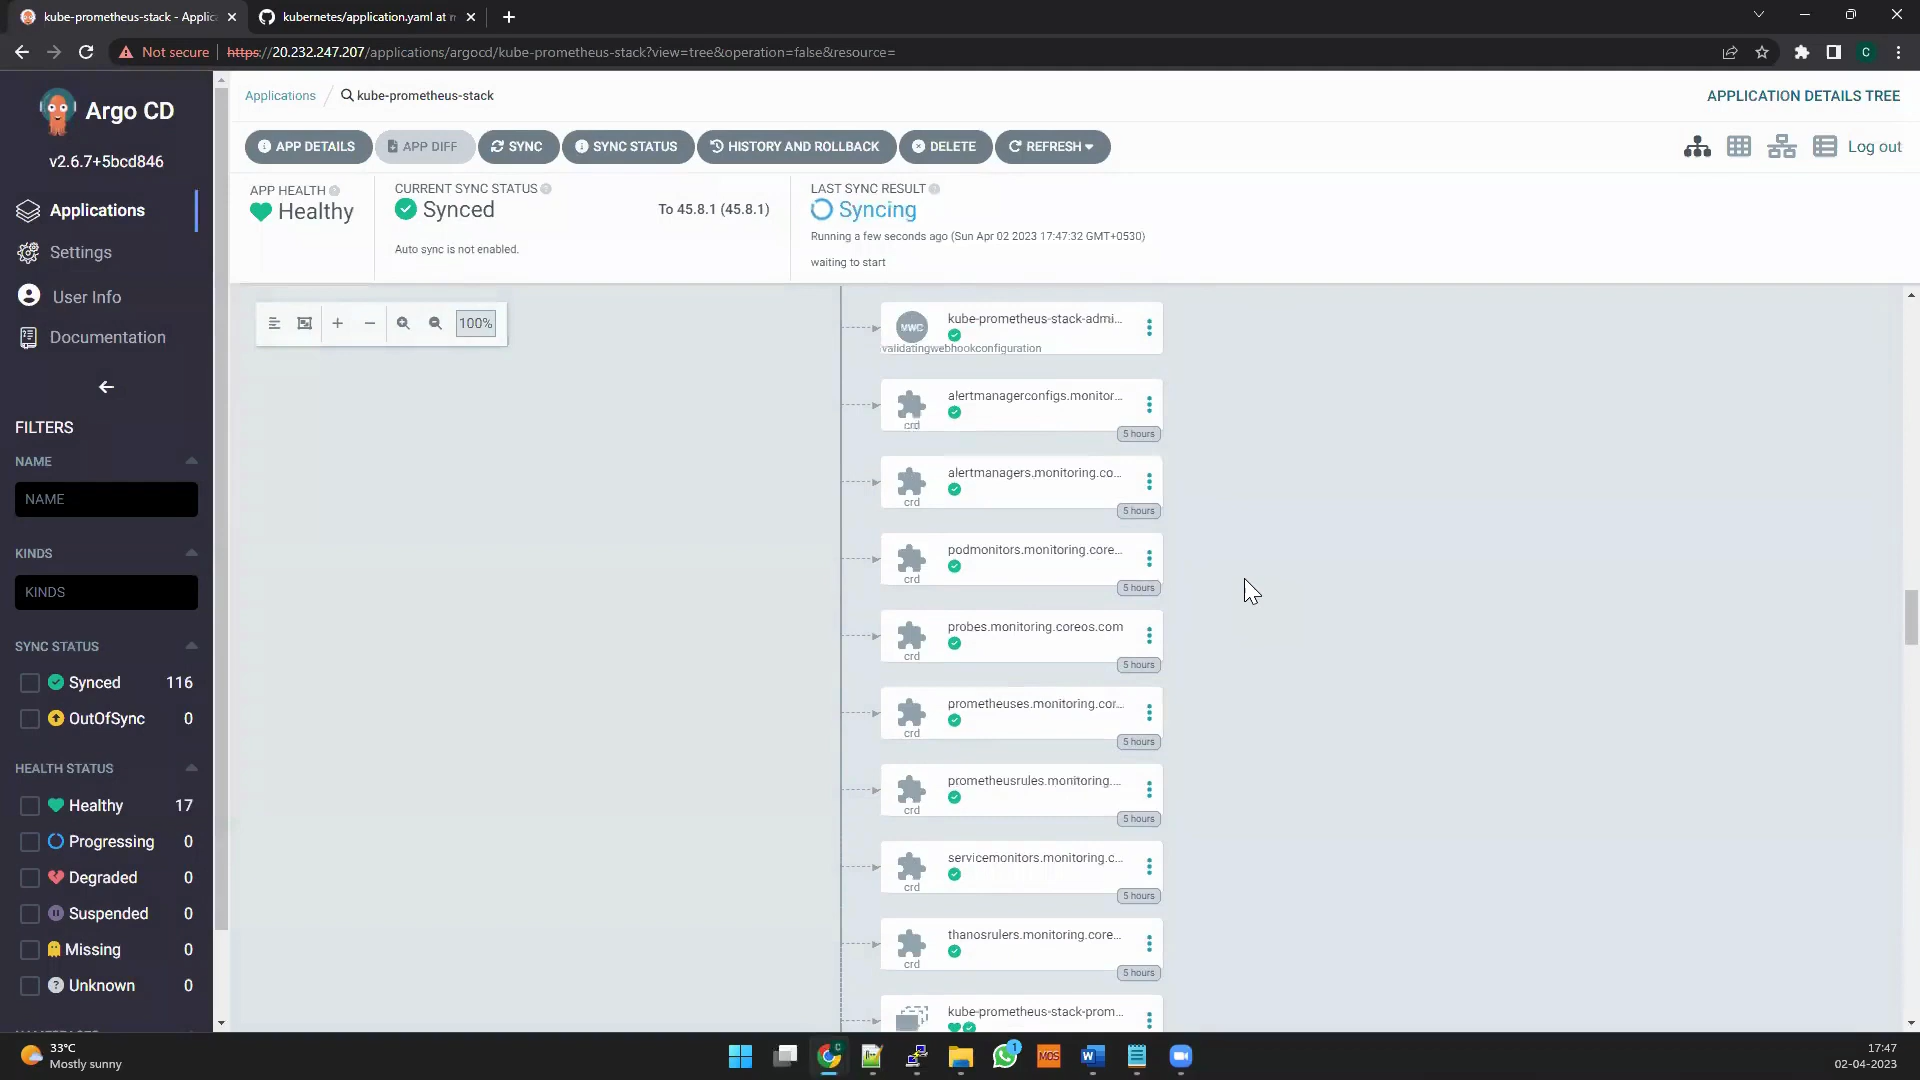 kube-prometheus-stack - Applic
kubernetes/application.yaml at m
Not secure
https://20.232.247.207/applications/argocd/kube-prometheus-stack?view=tree&operation=false&resource=
C
Argo CD
v2.6.7+5bcd846
Applications
Settings
User Info
Documentation
FILTERS
NAME
NAME
KINDS
KINDS
SYNC STATUS
Synced 116
OutOfSync 0
HEALTH STATUS
Healthy 17
Progressing 0
Degraded 0
Suspended 0
Missing 0
Unknown 0
Applications / kube-prometheus-stack
APPLICATION DETAILS TREE
APP DETAILS
APP DIFF
SYNC
SYNC STATUS
HISTORY AND ROLLBACK
DELETE
REFRESH
Log out
APP HEALTH
Healthy
CURRENT SYNC STATUS
Synced
To 45.8.1 (45.8.1)
Auto sync is not enabled.
LAST SYNC RESULT
Syncing
Running a few seconds ago (Sun Apr 02 2023 17:47:32 GMT+0530)
waiting to start
100%
kube-prometheus-stack-admi...
validatingwebhookconfiguration
alertmanagerconfigs.monitor...
crd
5 hours
alertmanagers.monitoring.co...
crd
5 hours
podmonitors.monitoring.core...
crd
5 hours
probes.monitoring.coreos.com
crd
5 hours
prometheuses.monitoring.cor...
crd
5 hours
prometheusrules.monitoring....
crd
5 hours
servicemonitors.monitoring.c...
crd
5 hours
thanosrulers.monitoring.core...
crd
5 hours
kube-prometheus-stack-prom...
33°C
Mostly sunny
1
MOS
17:47
02-04-2023